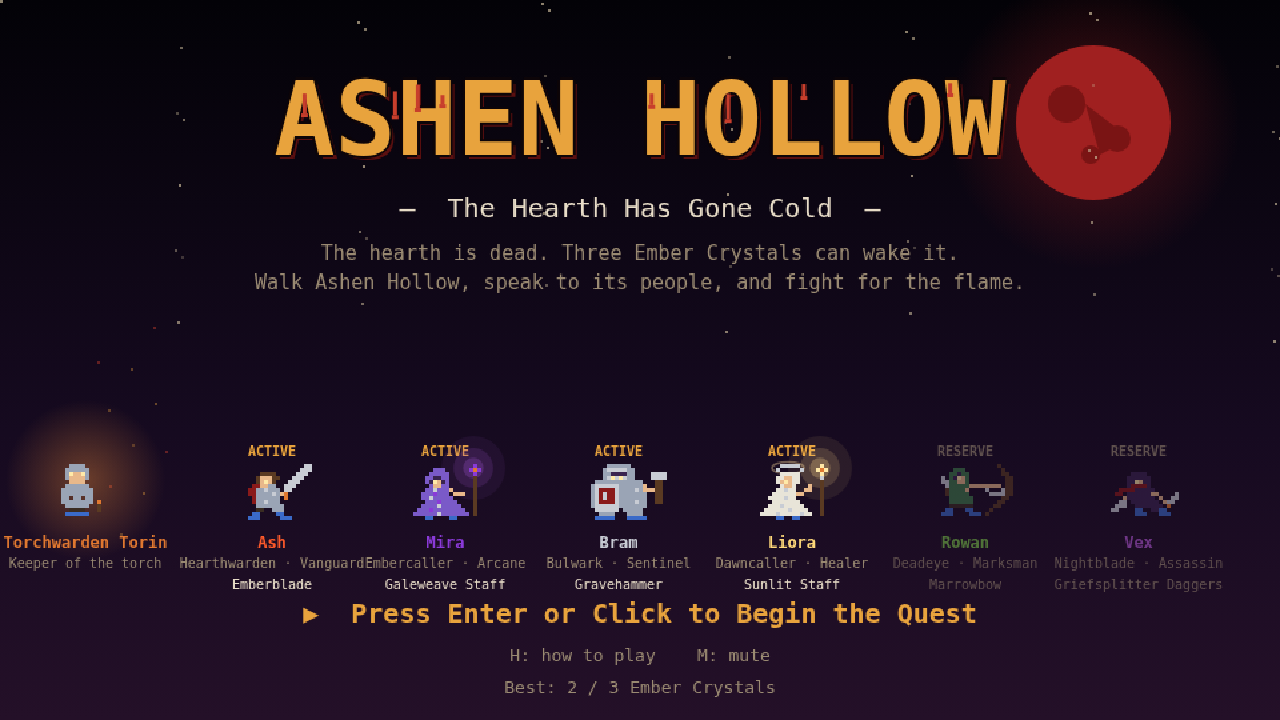 ASHEN HOLLOW
— The Hearth Has Gone Cold —
The hearth is dead. Three Ember Crystals can wake it.
Walk Ashen Hollow, speak to its people, and fight for the flame.
ACTIVE ACTIVE ACTIVE ACTIVE RESERVE RESERVE
Torchwarden Torin Ash Mira Bram Liora Rowan Vex
Keeper of the torch Hearthwarden · Vanguard Embercaller · Arcane Bulwark · Sentinel Dawncaller · Healer Deadeye · Marksman Nightblade · Assassin
Emberblade Galeweave Staff Gravehammer Sunlit Staff Marrowbow Griefsplitter Daggers
► Press Enter or Click to Begin the Quest
H: how to play M: mute
Best: 2 / 3 Ember Crystals